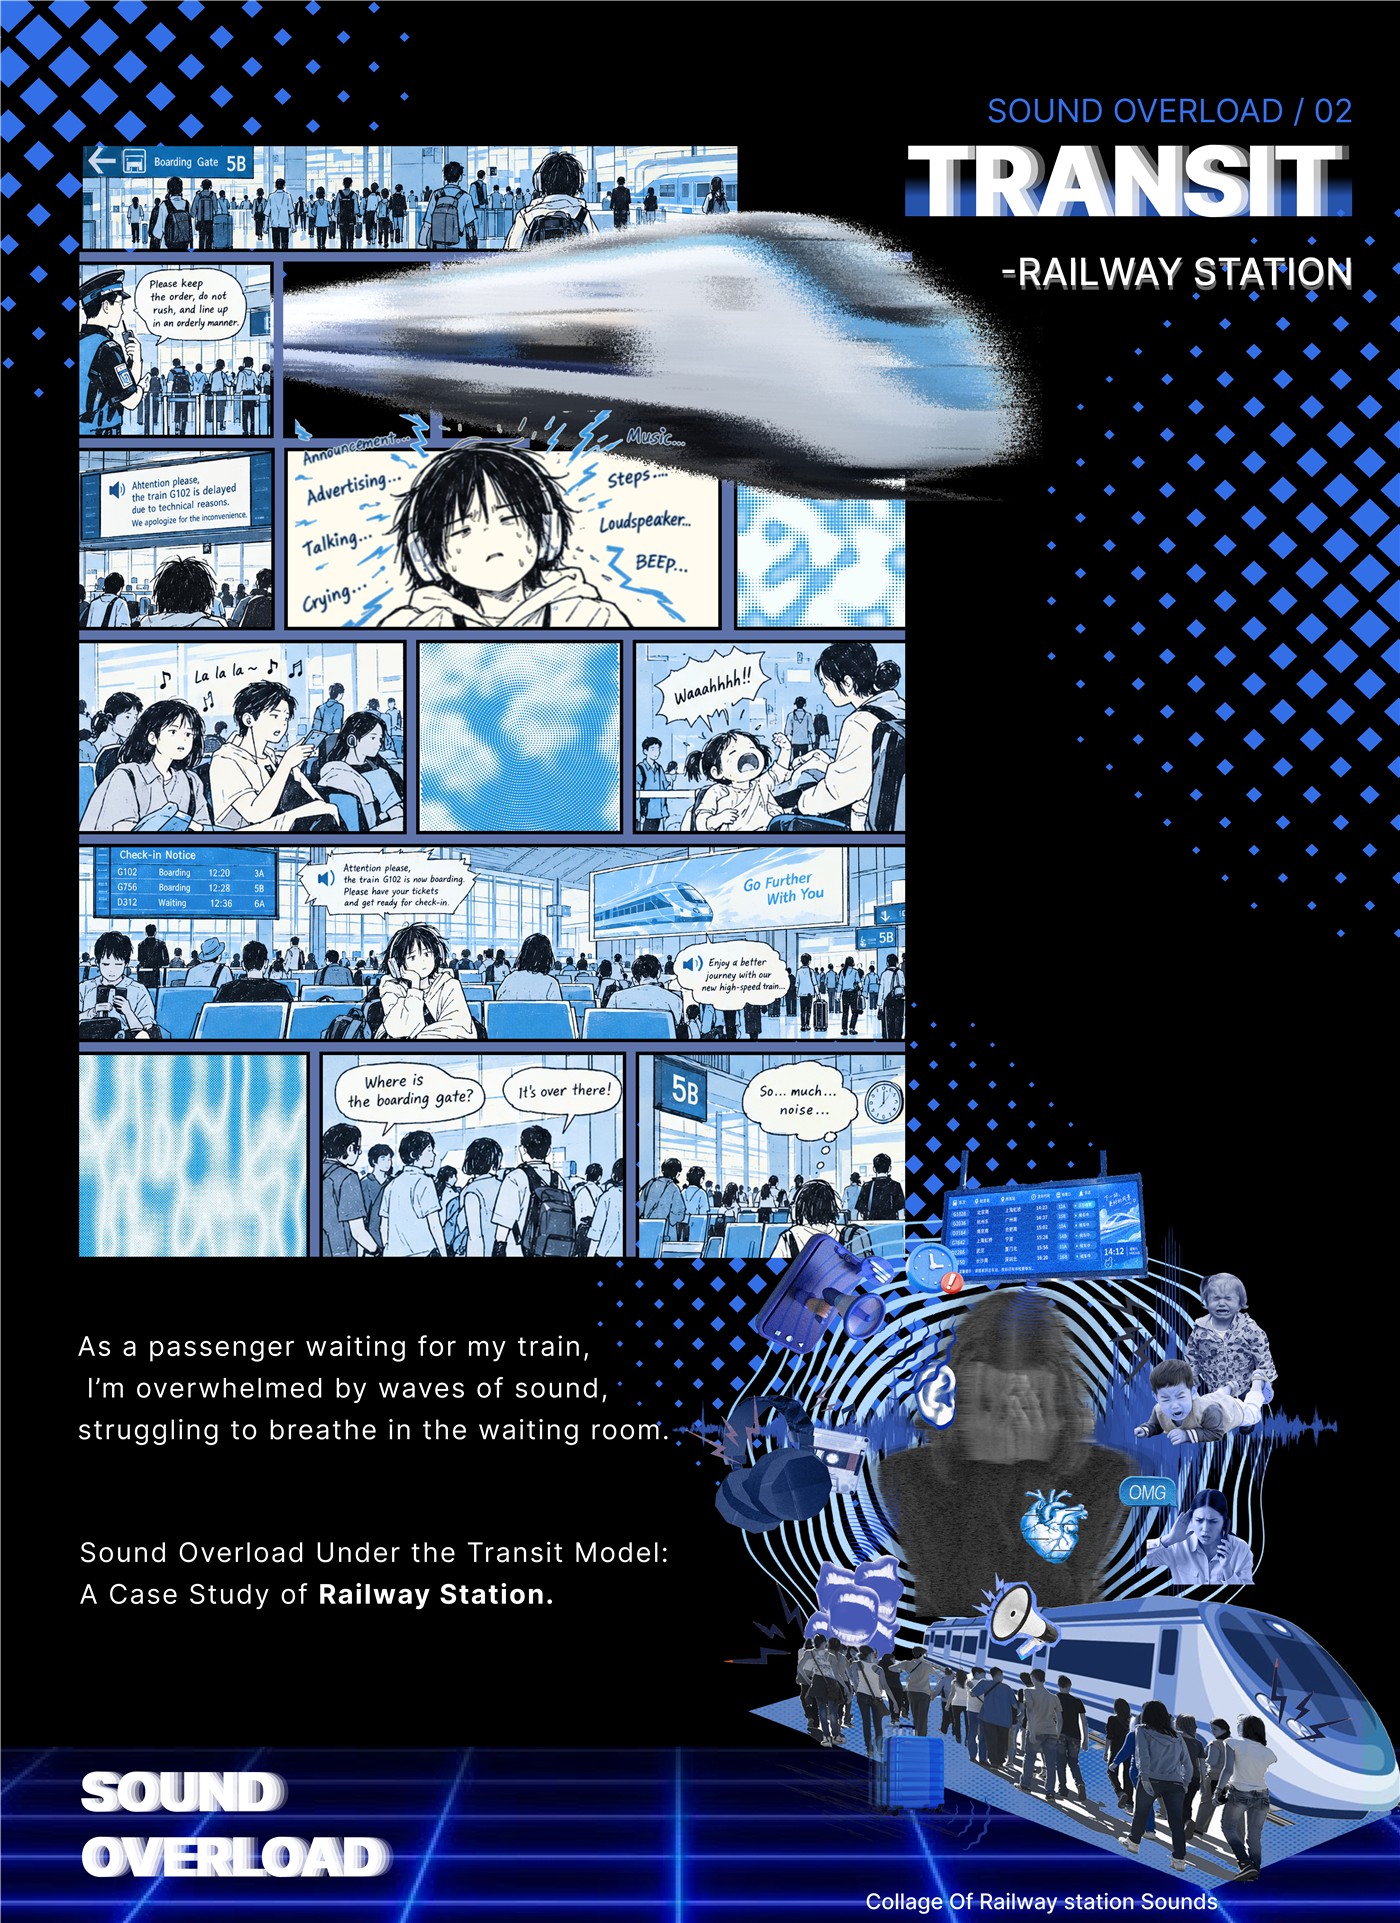 SOUND OVERLOAD / 02
TRANSIT
-RAILWAY STATION
Boarding Gate 5B
Please keep
the order, do not
rush, and line up
in an orderly manner.
Attention please,
the train G102 is delayed
due to technical reasons.
We apologize for the inconvenience.
Announcement...
Advertising...
Talking...
Crying...
Music...
Steps...
Loudspeaker...
BEEP...
La la la~
Waaahhhh!!
Check-in Notice
G102 Boarding 12:20 3A
G756 Boarding 12:28 5B
D312 Waiting 12:36 6A
Attention please,
the train G102 is now boarding.
Please have your tickets
and get ready for check-in.
Go Further
With You
5B
Enjoy a better
journey with our
new high-speed train...
Where is
the boarding gate?
It's over there!
5B
So... much...
noise...
14:12
As a passenger waiting for my train,
I'm overwhelmed by waves of sound,
struggling to breathe in the waiting room.
OMG
Sound Overload Under the Transit Model:
A Case Study of Railway Station.
SOUND
OVERLOAD
Collage Of Railway station Sounds